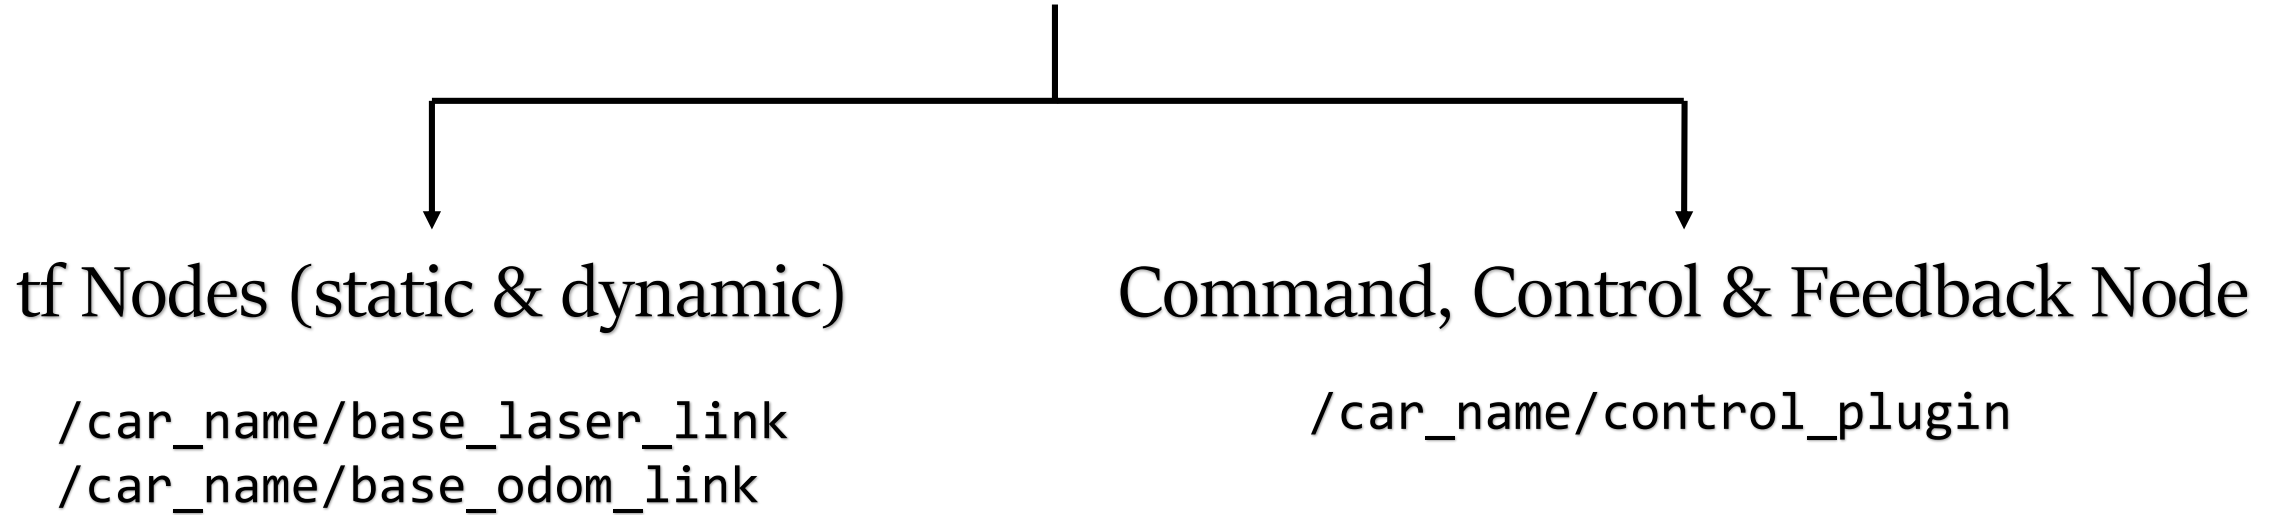 tf Nodes (static & dynamic)
Command, Control & Feedback Node
/car_name/base_laser_link
/car_name/base_odom_link
/car_name/control_plugin